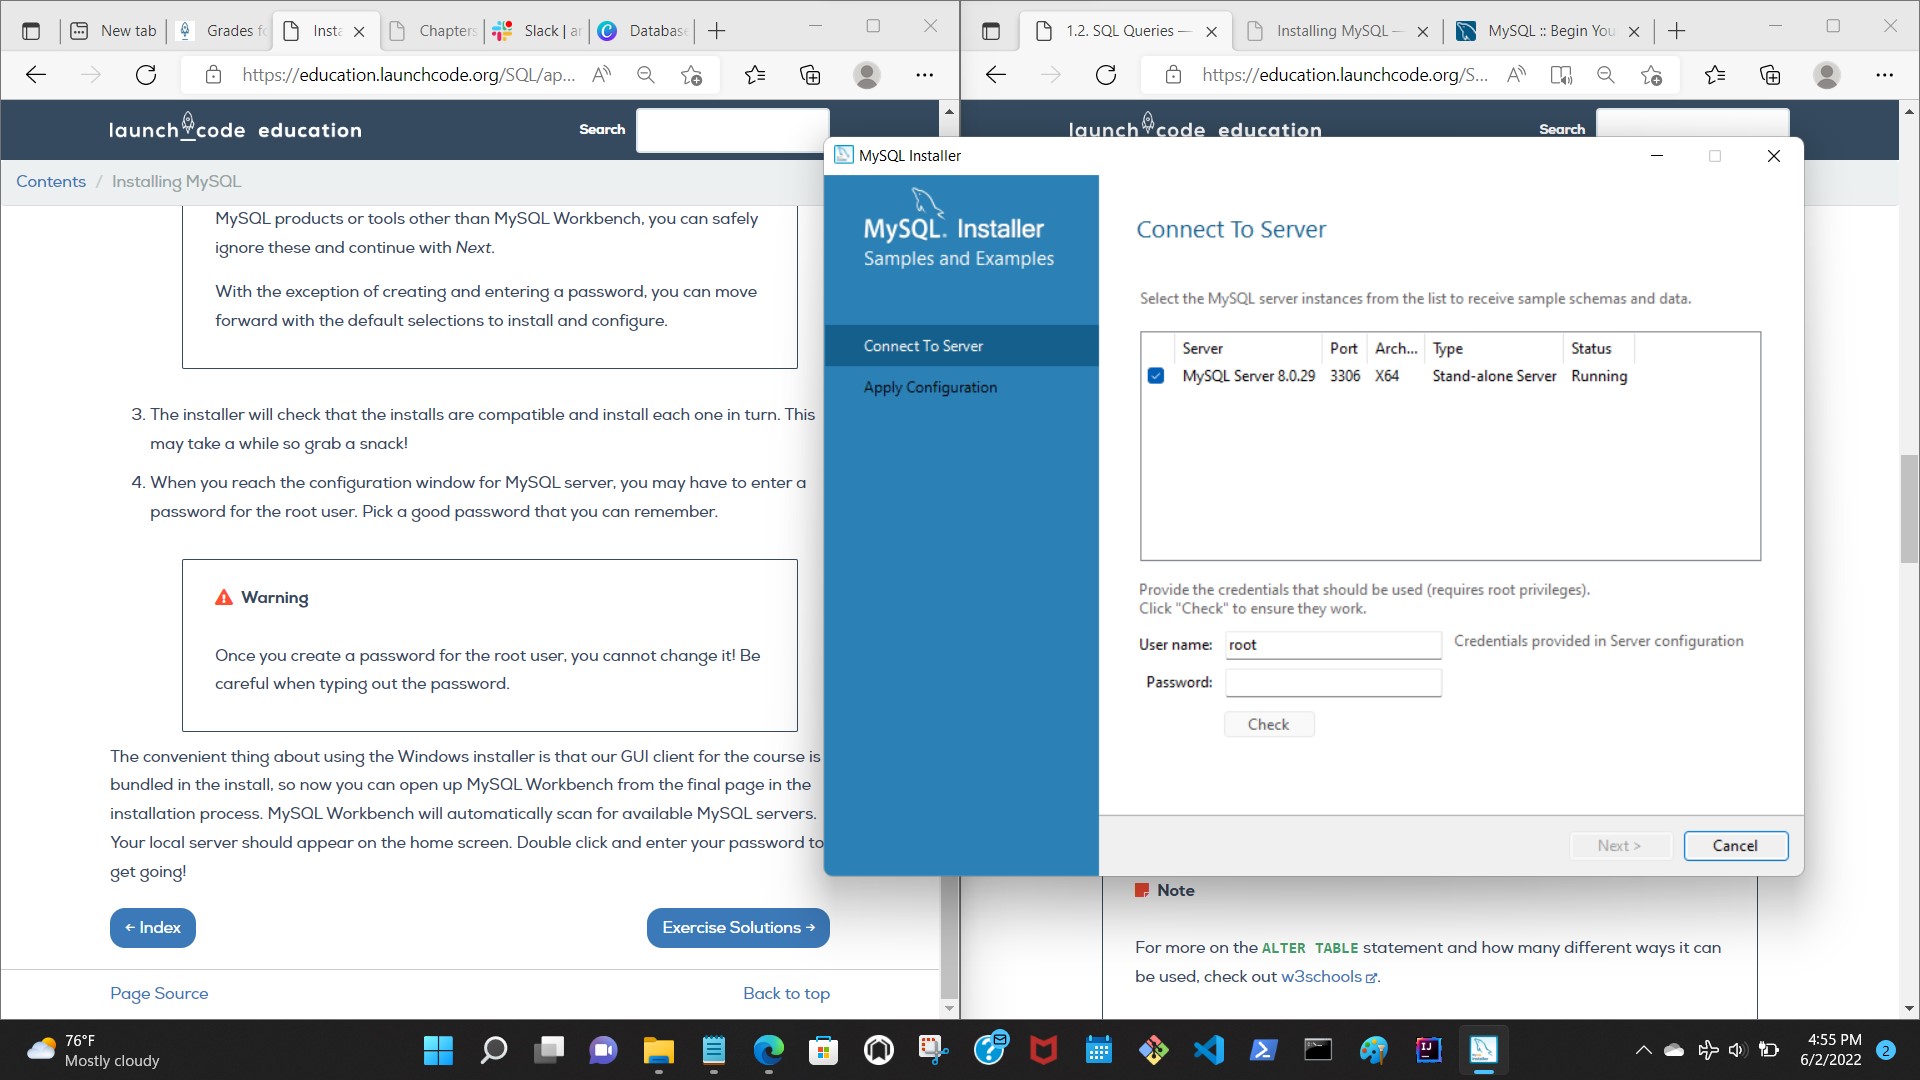 New tab
Grades fo
Insta
Chapters
Slack | ar
Database
https://education.launchcode.org/SQL/ap...
launch_code education
Search
Contents / Installing MySQL
MySQL products or tools other than MySQL Workbench, you can safely
ignore these and continue with Next.
With the exception of creating and entering a password, you can move
forward with the default selections to install and configure.
3. The installer will check that the installs are compatible and install each one in turn. This
may take a while so grab a snack!
4. When you reach the configuration window for MySQL server, you may have to enter a
password for the root user. Pick a good password that you can remember.
Warning
Once you create a password for the root user, you cannot change it! Be
careful when typing out the password.
The convenient thing about using the Windows installer is that our GUI client for the course is
bundled in the install, so now you can open up MySQL Workbench from the final page in the
installation process. MySQL Workbench will automatically scan for available MySQL servers.
Your local server should appear on the home screen. Double click and enter your password to
get going!
← Index
Exercise Solutions →
Page Source
Back to top
1.2. SQL Queries —
Installing MySQL —
MySQL :: Begin You
https://education.launchcode.org/S...
launch_code education
Search
MySQL Installer
MySQL. Installer
Samples and Examples
Connect To Server
Apply Configuration
Connect To Server
Select the MySQL server instances from the list to receive sample schemas and data.
Server Port Arch... Type Status
MySQL Server 8.0.29 3306 X64 Stand-alone Server Running
Provide the credentials that should be used (requires root privileges).
Click "Check" to ensure they work.
User name: root Credentials provided in Server configuration
Password:
Check
Next >
Cancel
Note
For more on the ALTER TABLE statement and how many different ways it can
be used, check out w3schools.
76°F
Mostly cloudy
4:55 PM
6/2/2022
2